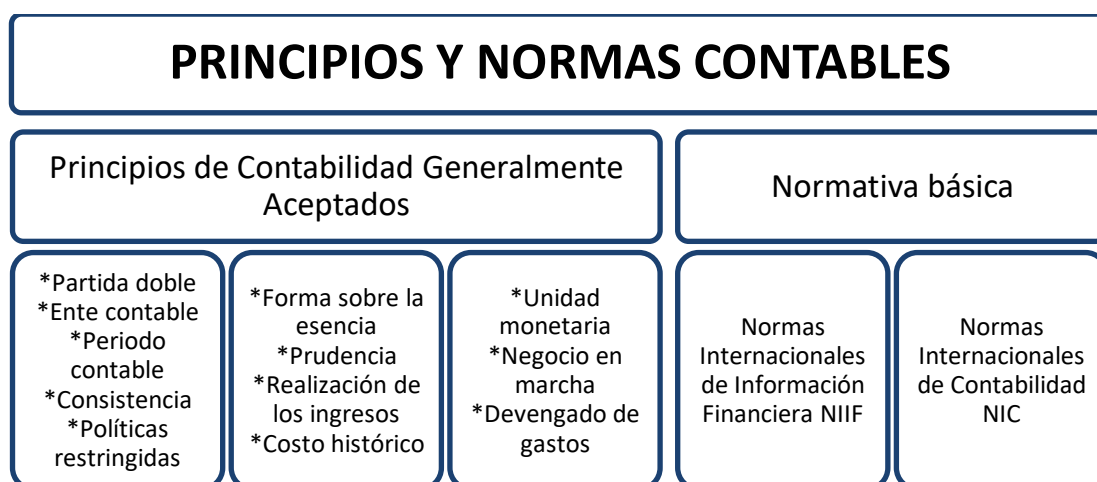 PRINCIPIOS Y NORMAS CONTABLES
Principios de Contabilidad Generalmente
Aceptados
Normativa básica
*Partida doble
*Ente contable
*Periodo
contable
*Consistencia
*Políticas
restringidas
*Forma sobre la
esencia
*Prudencia
*Realización de
los ingresos
*Costo histórico
*Unidad
monetaria
*Negocio en
marcha
*Devengado de
gastos
Normas
Internacionales
de Información
Financiera NIIF
Normas
Internacionales
de Contabilidad
NIC